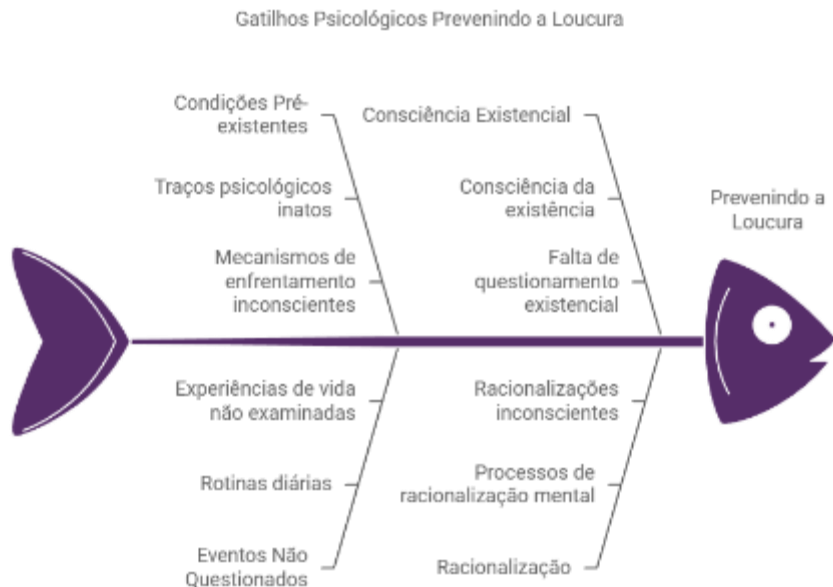 Gatilhos Psicológicos Prevenindo a Loucura
Condições Pré-
existentes
Consciência Existencial
Traços psicológicos
inatos
Consciência da
existência
Prevenindo a
Loucura
Mecanismos de
enfrentamento
inconscientes
Falta de
questionamento
existencial
Experiências de vida
não examinadas
Racionalizações
inconscientes
Rotinas diárias
Processos de
racionalização mental
Eventos Não
Questionados
Racionalização